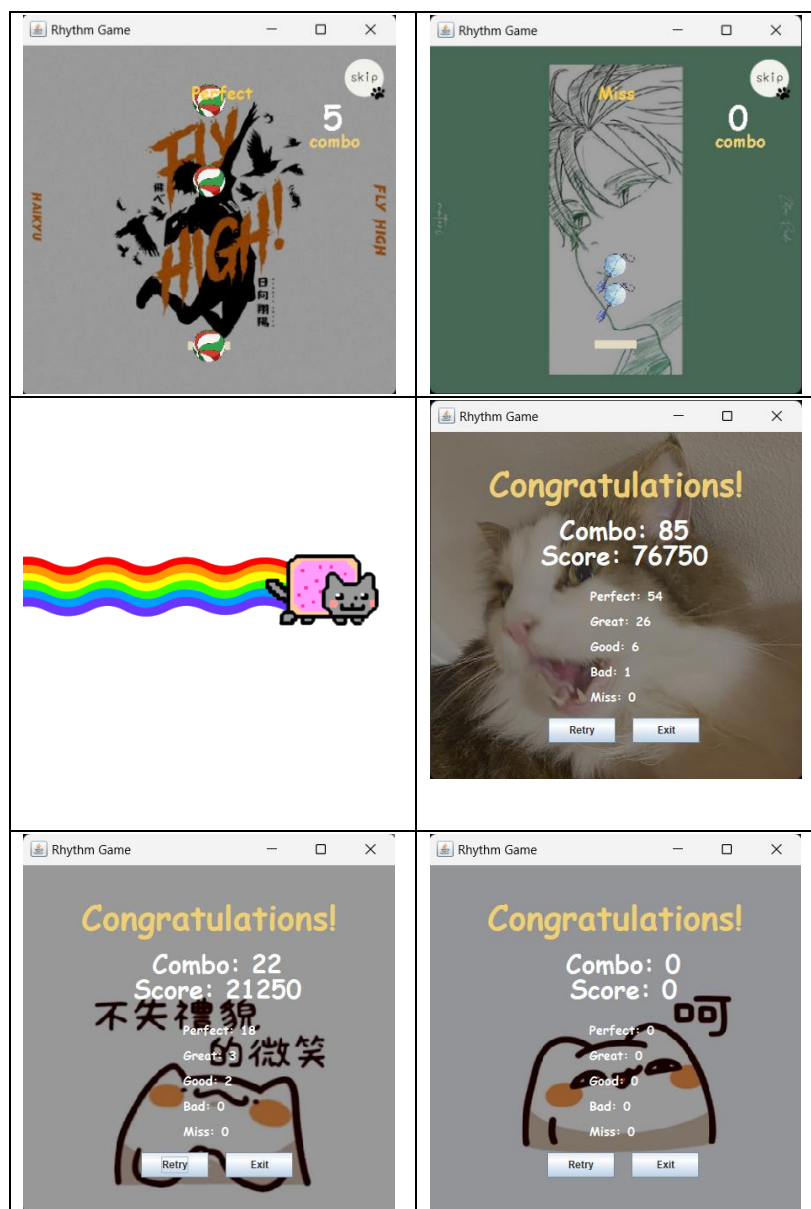 Rhythm Game
Perfect
skip
5
combo
FLY
HIGH!
飛べ
HAIKYU
FLY HIGH
日向翔陽
Rhythm Game
Miss
skip
0
combo
Rhythm Game
Congratulations!
Combo: 85
Score: 76750
Perfect: 54
Great: 26
Good: 6
Bad: 1
Miss: 0
Retry
Exit
Rhythm Game
Congratulations!
Combo: 22
Score: 21250
不失禮貌
的微笑
Perfect: 18
Great: 3
Good: 2
Bad: 0
Miss: 0
Retry
Exit
Rhythm Game
Congratulations!
Combo: 0
Score: 0
呵
Perfect: 0
Great: 0
Good: 0
Bad: 0
Miss: 0
Retry
Exit